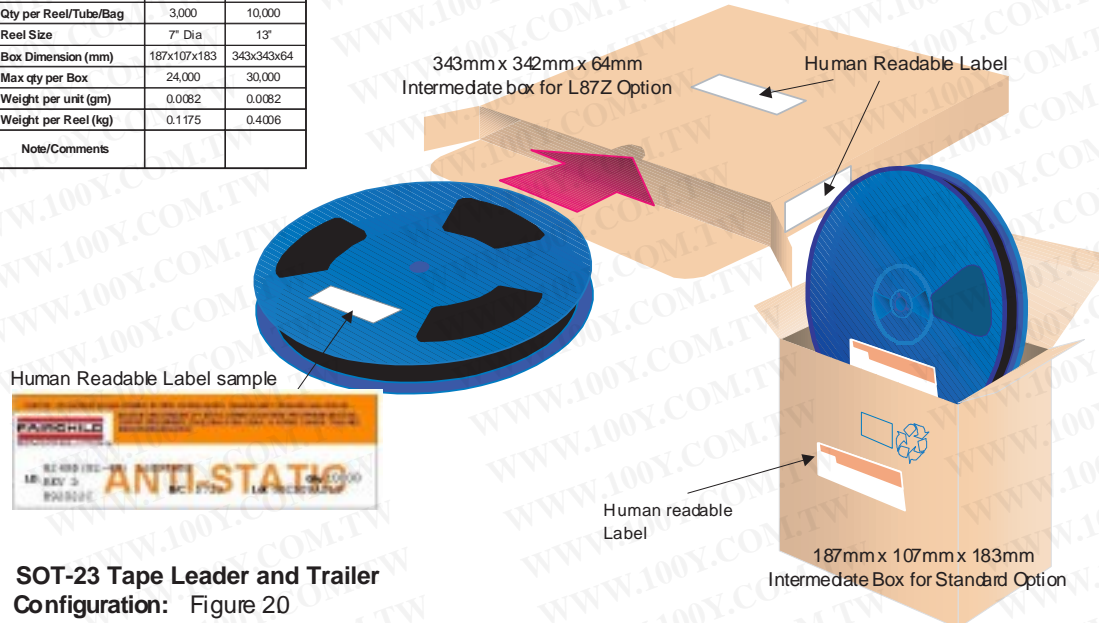 Qty per Reel/Tube/Bag 3,000 10,000
Reel Size 7" Dia 13"
Box Dimension (mm) 187x107x183 343x343x64
Max qty per Box 24,000 30,000
Weight per unit (gm) 0.0082 0.0082
Weight per Reel (kg) 0.1175 0.4006
Note/Comments
343mm x 342mm x 64mm
Intermediate box for L87Z Option
Human Readable Label
Human Readable Label sample
FAIRCHILD
ANTI-STATIC
Human readable
Label
187mm x 107mm x 183mm
Intermediate Box for Standard Option
SOT-23 Tape Leader and Trailer
Configuration: Figure 20
WWW.100Y.COM.TW